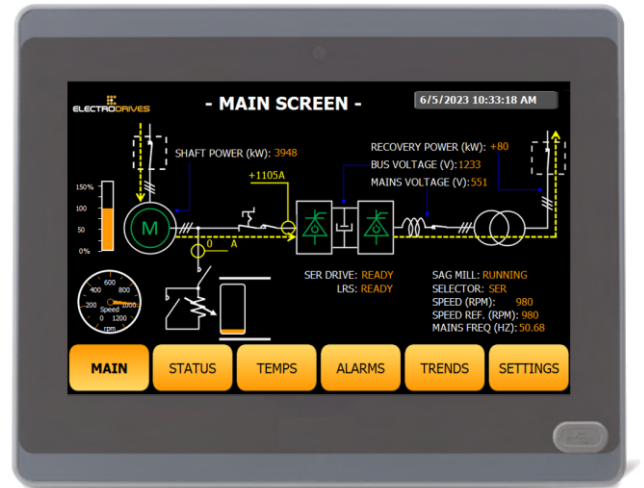 ELECTRODRIVES
- MAIN SCREEN -
6/5/2023 10:33:18 AM
SHAFT POWER (kW): 3948
RECOVERY POWER (kW): +80
BUS VOLTAGE (V):1233
MAINS VOLTAGE (V):551
+1105A
150%
100
50
0%
M
0 A
SER DRIVE: READY
LRS: READY
SAG MILL: RUNNING
SELECTOR: SER
SPEED (RPM): 980
SPEED REF. (RPM): 980
MAINS FREQ (HZ): 50.68
600
400 800
200 1000
Speed
0 1200
rpm
MAIN
STATUS
TEMPS
ALARMS
TRENDS
SETTINGS